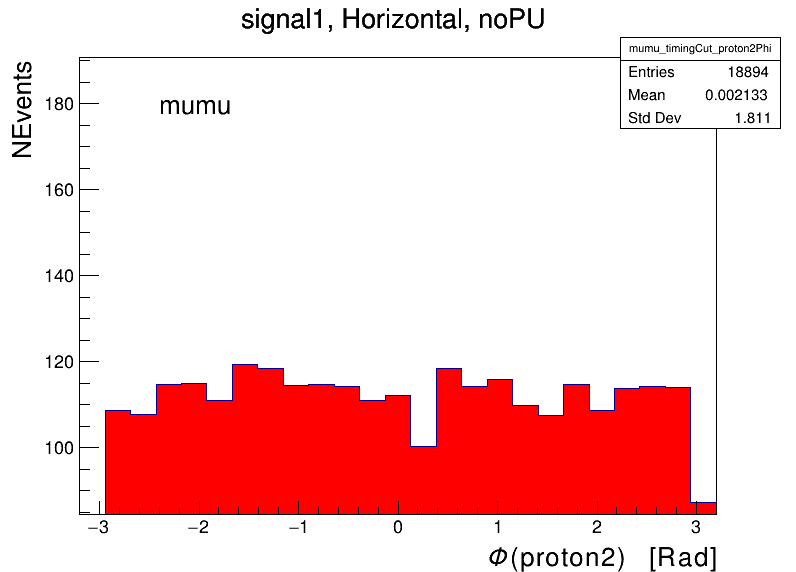 signal1, Horizontal, noPU
mumu_timingCut_proton2Phi
Entries 18894
Mean 0.002133
Std Dev 1.811
NEvents
mumu
180
160
140
120
100
−3 −2 −1 0 1 2 3
Φ(proton2) [Rad]